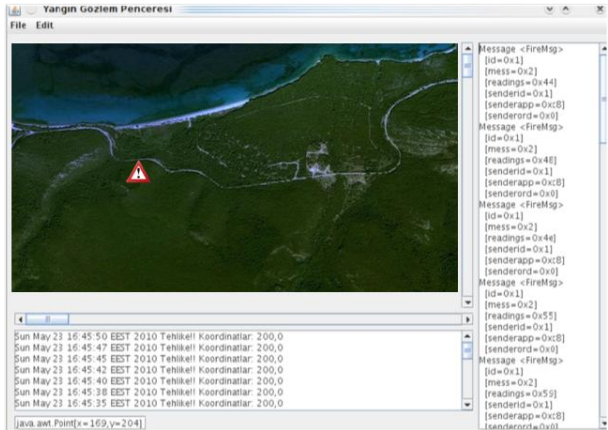 Yangın Gözlem Penceresi
File Edit
Message <FireMsg>
[id=0x1]
[mess=0x2]
[readings=0x44]
[senderid=0x1]
[senderapp=0xc8]
[senderord=0x0]
Message <FireMsg>
[id=0x1]
[mess=0x2]
[readings=0x48]
[senderid=0x1]
[senderapp=0xc8]
[senderord=0x0]
Message <FireMsg>
[id=0x1]
[mess=0x2]
[readings=0x4e]
[senderid=0x1]
[senderapp=0xc8]
[senderord=0x0]
Message <FireMsg>
[id=0x1]
[mess=0x2]
[readings=0x55]
[senderid=0x1]
[senderapp=0xc8]
[senderord=0x0]
Message <FireMsg>
[id=0x1]
[mess=0x2]
[readings=0x59]
[senderid=0x1]
[senderapp=0xc8]
[senderord=0x0]
Sun May 23 16:45:50 EEST 2010 Tehlike!! Koordinatlar: 200,0
Sun May 23 16:45:47 EEST 2010 Tehlike!! Koordinatlar: 200,0
Sun May 23 16:45:45 EEST 2010 Tehlike!! Koordinatlar: 200,0
Sun May 23 16:45:42 EEST 2010 Tehlike!! Koordinatlar: 200,0
Sun May 23 16:45:40 EEST 2010 Tehlike!! Koordinatlar: 200,0
Sun May 23 16:45:38 EEST 2010 Tehlike!! Koordinatlar: 200,0
Sun May 23 16:45:35 EEST 2010 Tehlike!! Koordinatlar: 200,0
java.awt.Point[x=169,y=204]